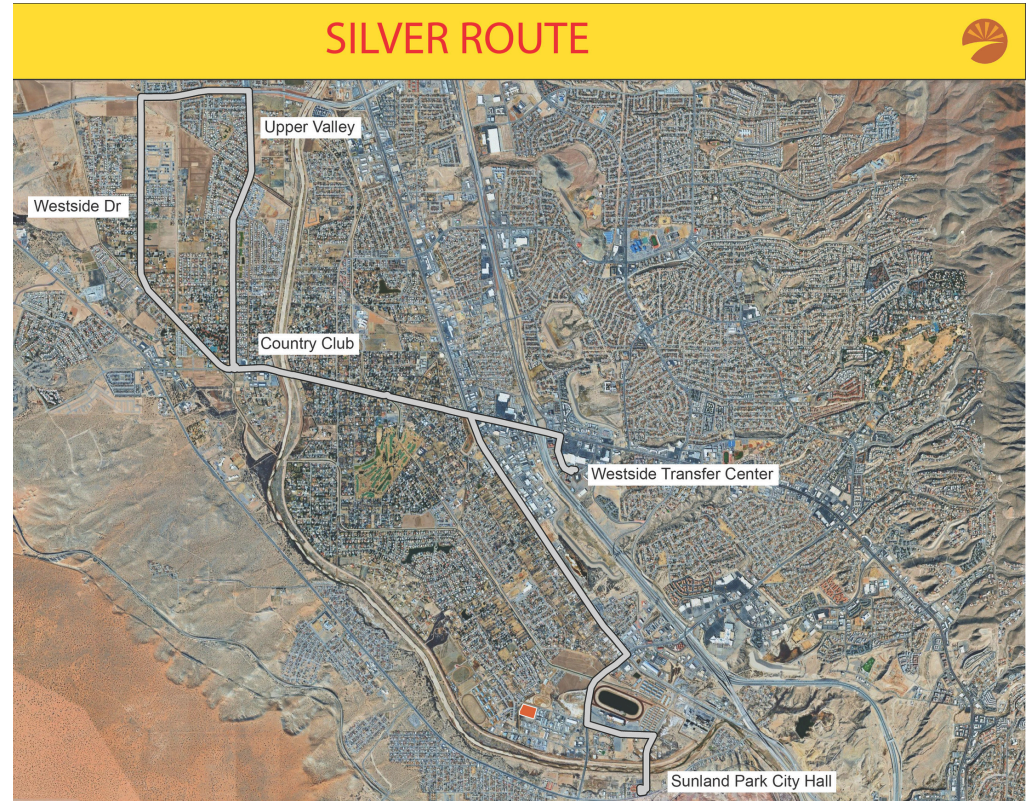 SILVER ROUTE
Upper Valley
Westside Dr
Country Club
Westside Transfer Center
Sunland Park City Hall